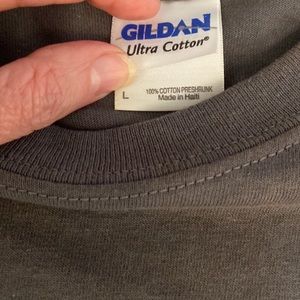 GILDAN
Ultra Cotton®
L
100% COTTON PRESHRUNK
Made in Haiti